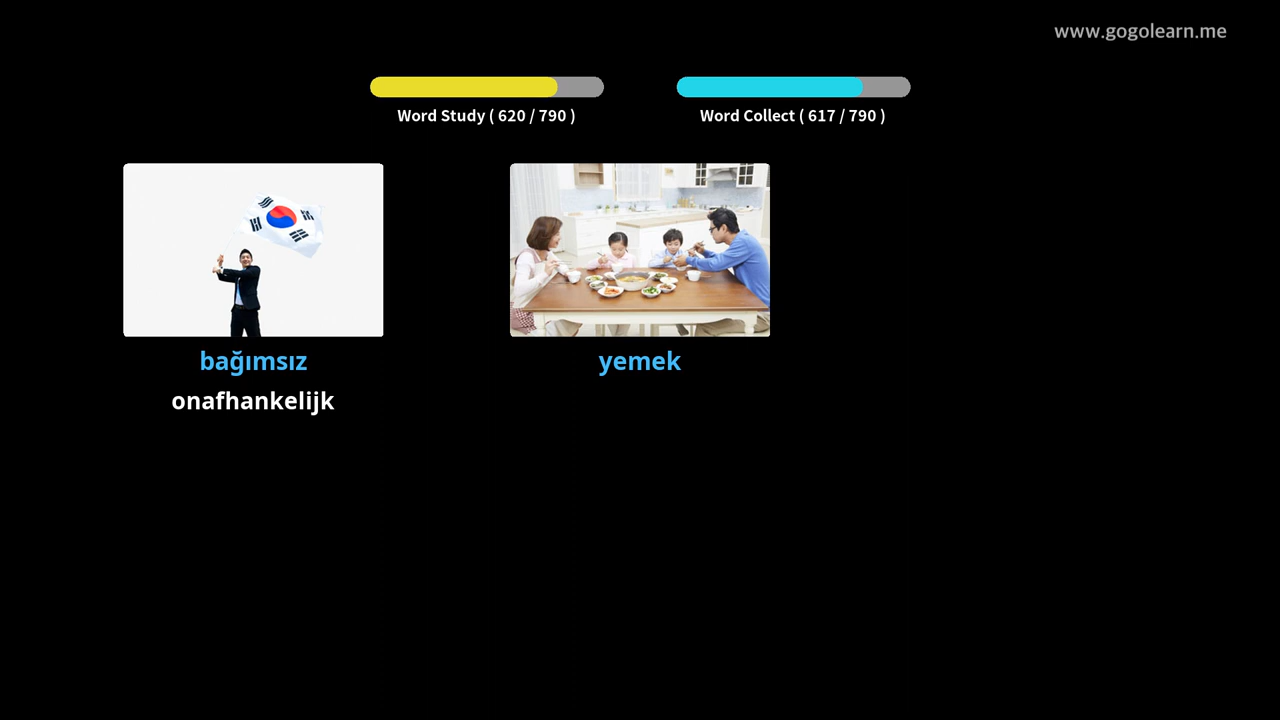 www.gogolearn.me
Word Study ( 620 / 790 )
Word Collect ( 617 / 790 )
bağımsız
yemek
onafhankelijk